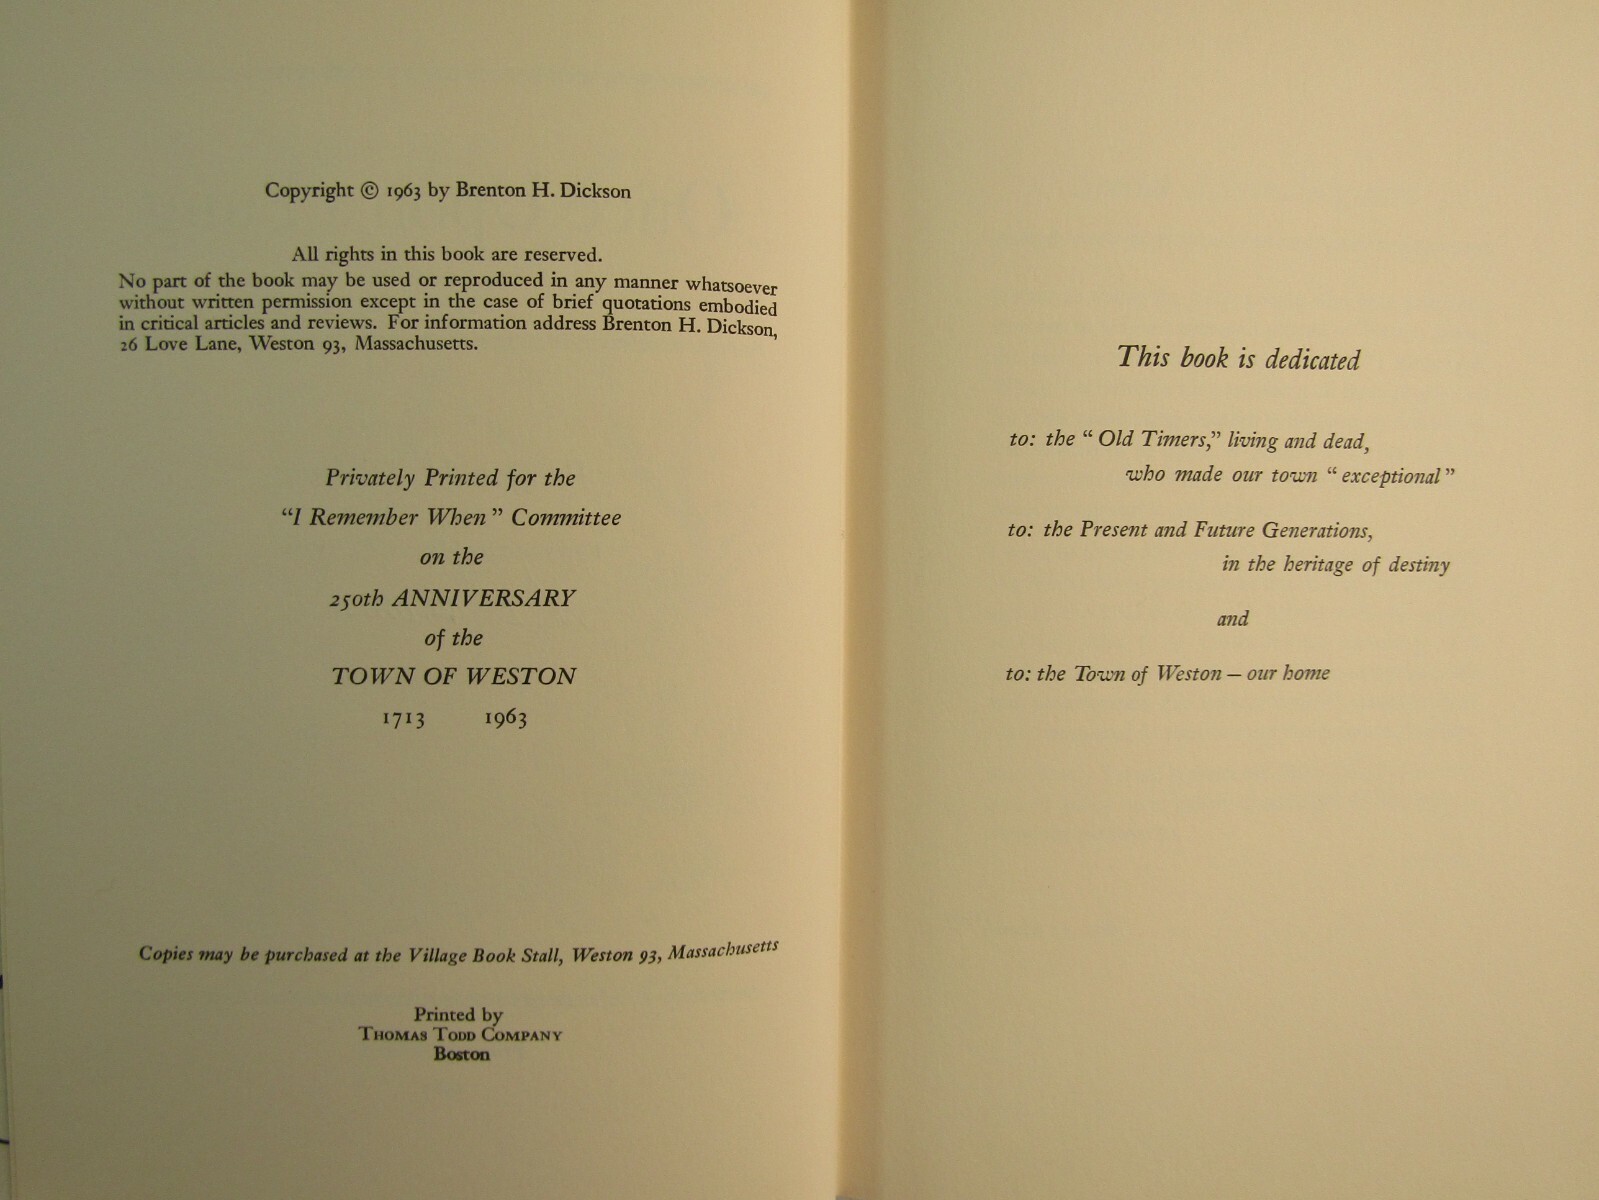 Copyright © 1963 by Brenton H. Dickson
All rights in this book are reserved.
No part of the book may be used or reproduced in any manner whatsoever
without written permission except in the case of brief quotations embodied
in critical articles and reviews. For information address Brenton H. Dickson,
26 Love Lane, Weston 93, Massachusetts.
Privately Printed for the
“I Remember When” Committee
on the
250th ANNIVERSARY
of the
TOWN OF WESTON
1713 1963
Copies may be purchased at the Village Book Stall, Weston 93, Massachusetts
Printed by
THOMAS TODD COMPANY
Boston
This book is dedicated
to: the “Old Timers,” living and dead,
who made our town “exceptional”
to: the Present and Future Generations,
in the heritage of destiny
and
to: the Town of Weston — our home